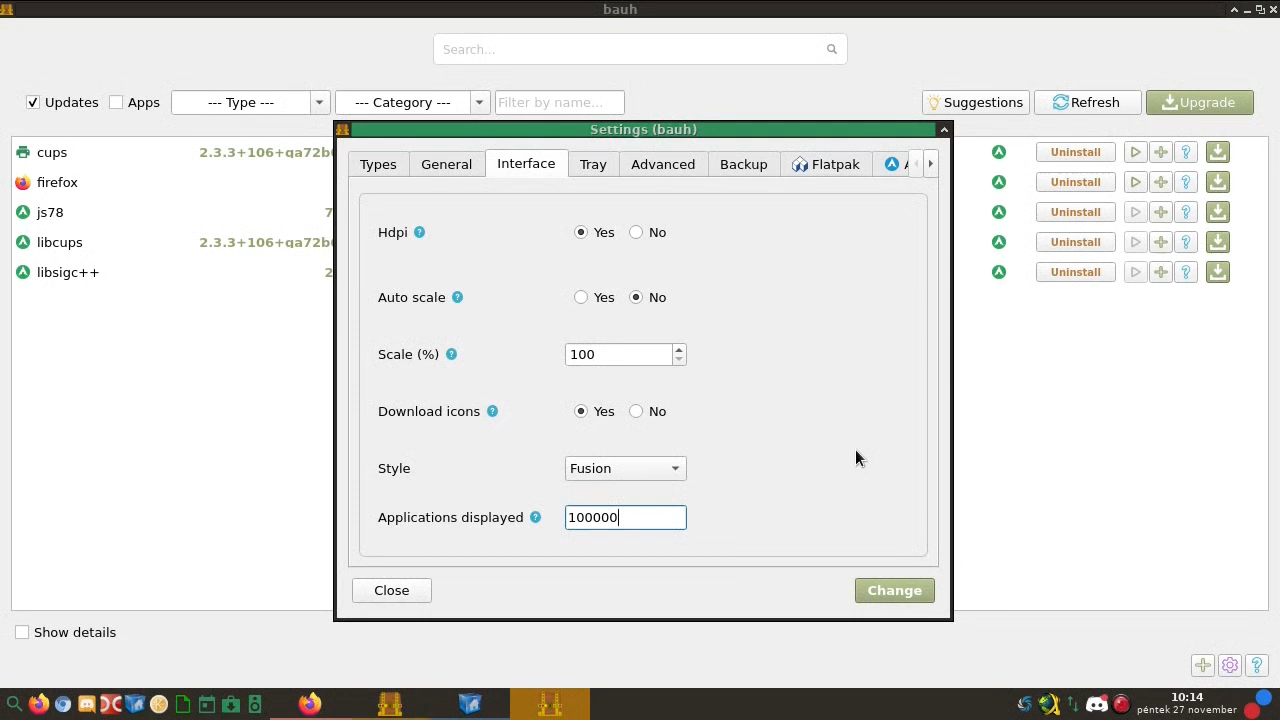 bauh
Search...
Updates
Apps
--- Type ---
--- Category ---
Filter by name...
Suggestions
Refresh
Upgrade
Settings (bauh)
cups 2.3.3+106+ga72b
firefox
js78 7
libcups 2.3.3+106+ga72b
libsigc++ 2
Types
General
Interface
Tray
Advanced
Backup
Flatpak
A
Hdpi ? Yes No
Auto scale ? Yes No
Scale (%) ? 100
Download icons ? Yes No
Style Fusion
Applications displayed ? 100000
Close
Change
Uninstall ?
Uninstall ?
Uninstall ?
Uninstall ?
Uninstall ?
Show details
?
10:14
péntek 27 november